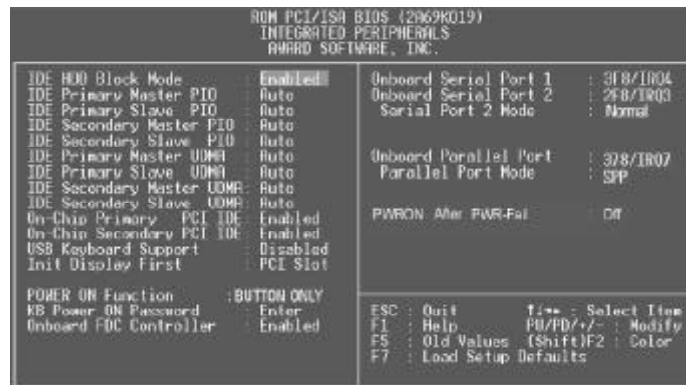 ROM PCI/ISA BIOS (2A69K019)
INTEGRATED PERIPHERALS
AWARD SOFTWARE, INC.
IDE HDD Block Mode : Enabled
IDE Primary Master PIO : Auto
IDE Primary Slave PIO : Auto
IDE Secondary Master PIO : Auto
IDE Secondary Slave PIO : Auto
IDE Primary Master UDMA : Auto
IDE Primary Slave UDMA : Auto
IDE Secondary Master UDMA: Auto
IDE Secondary Slave UDMA: Auto
On-Chip Primary PCI IDE: Enabled
On-Chip Secondary PCI IDE: Enabled
USB Keyboard Support : Disabled
Init Display First : PCI Slot
POWER ON Function :BUTTON ONLY
KB Power ON Password : Enter
Onboard FDC Controller : Enabled
Onboard Serial Port 1 : 3F8/IRQ4
Onboard Serial Port 2 : 2F8/IRQ3
Serial Port 2 Mode : Normal
Onboard Parallel Port : 378/IRQ7
Parallel Port Mode : SPP
PWRON After PWR-Fail : Off
ESC : Quit ↑↓→← : Select Item
F1 : Help PU/PD/+/- : Modify
F5 : Old Values (Shift)F2 : Color
F7 : Load Setup Defaults